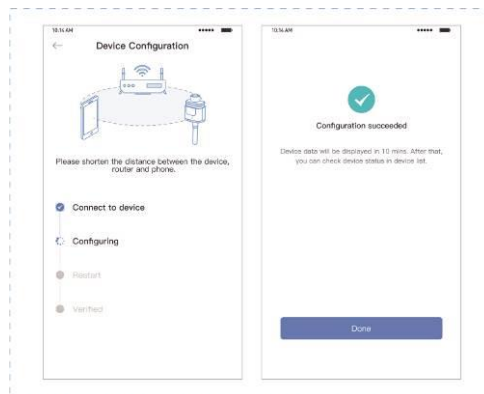 10:14 AM
Device Configuration
Please shorten the distance between the device,
router and phone.
Connect to device
Configuring
Restart
Verified
10:14 AM
Configuration succeeded
Device data will be displayed in 10 mins. After that,
you can check device status in device list.
Done